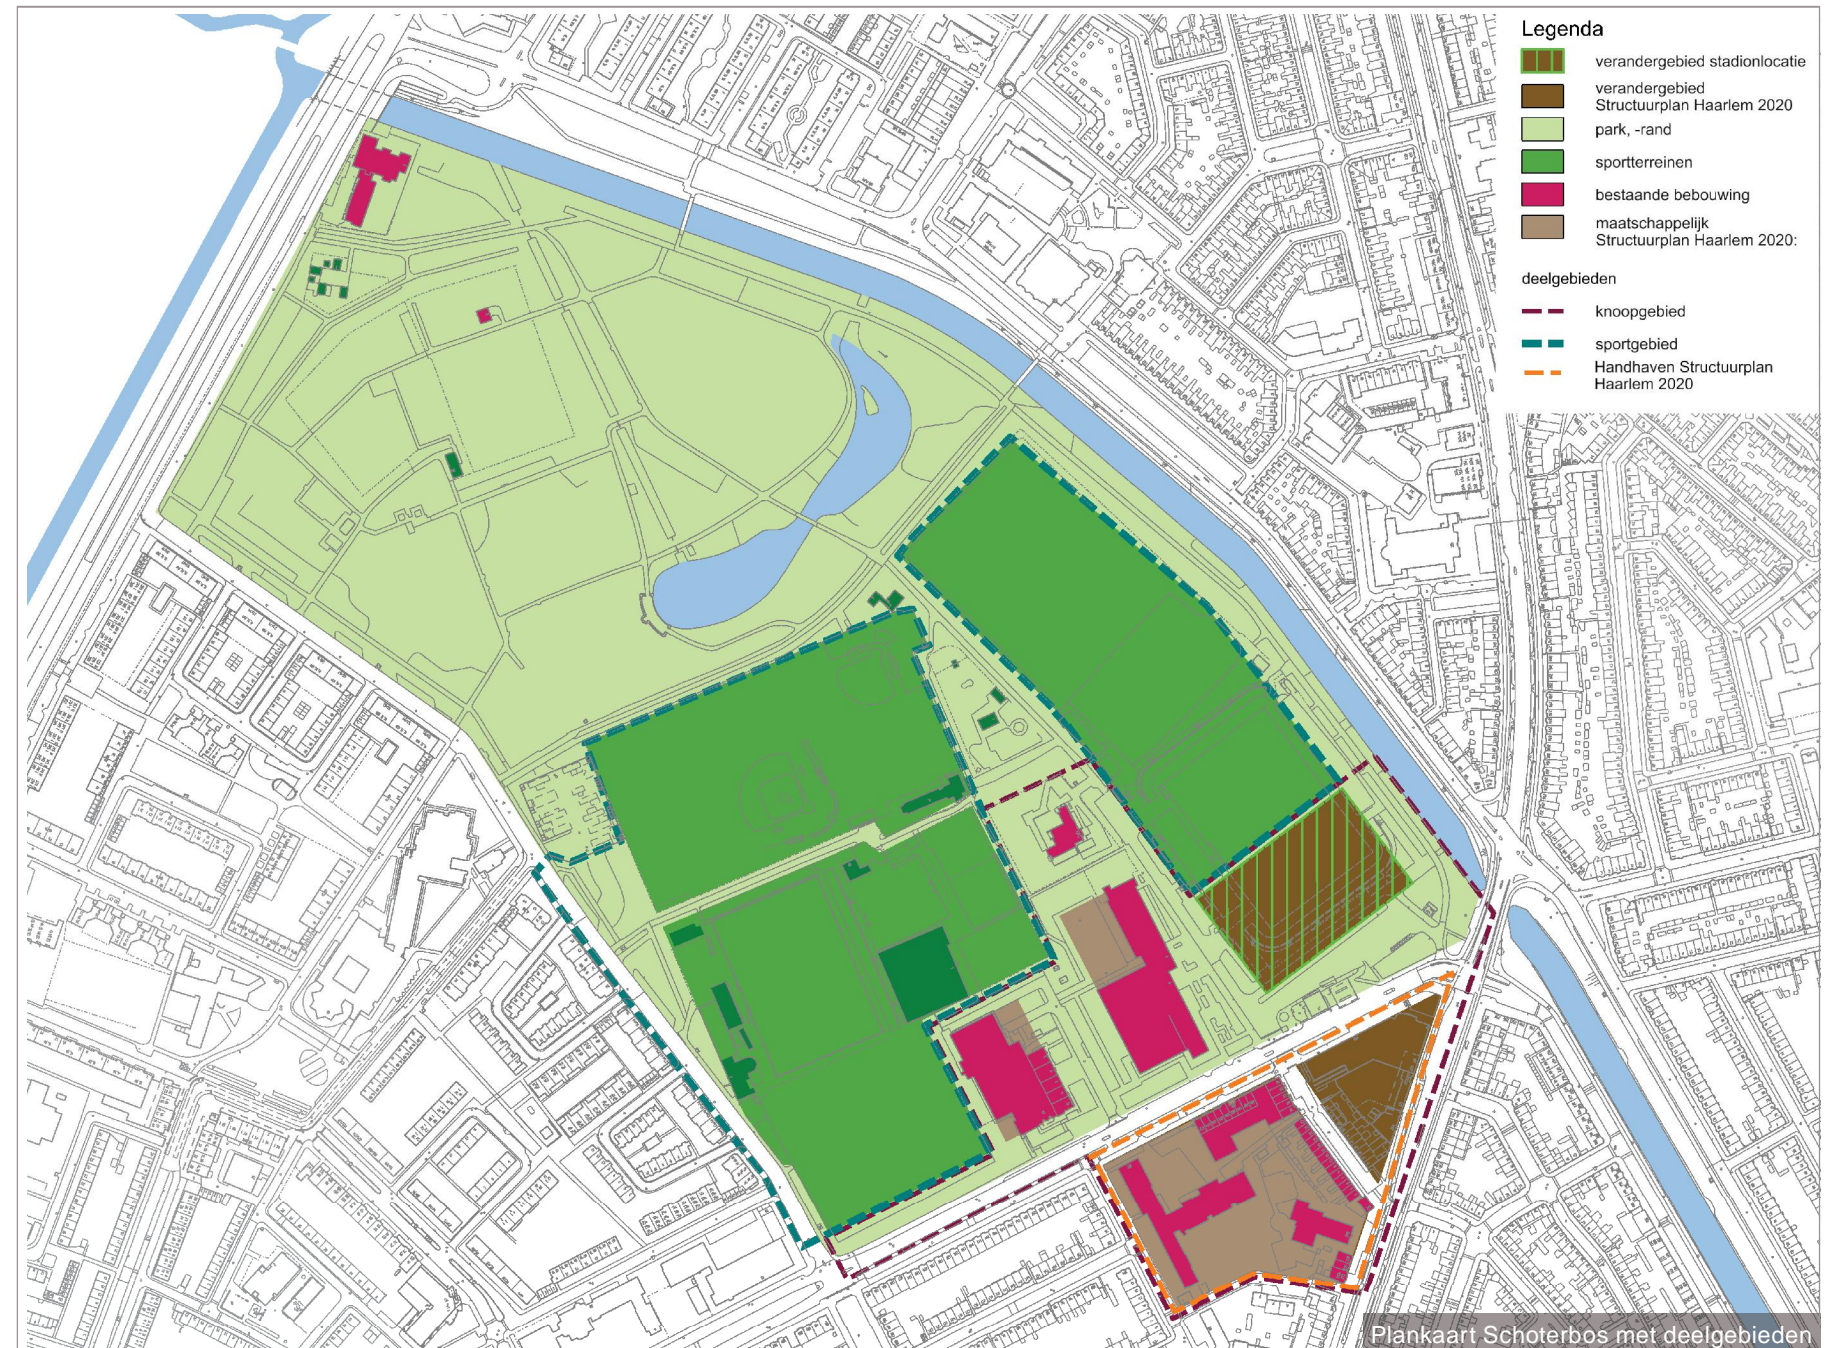 Legenda
verandergebied stadionlocatie
verandergebied
Structuurplan Haarlem 2020
park, -rand
sportterreinen
bestaande bebouwing
maatschappelijk
Structuurplan Haarlem 2020:
deelgebieden
knoopgebied
sportgebied
Handhaven Structuurplan
Haarlem 2020
Plankaart Schoterbos met deelgebieden